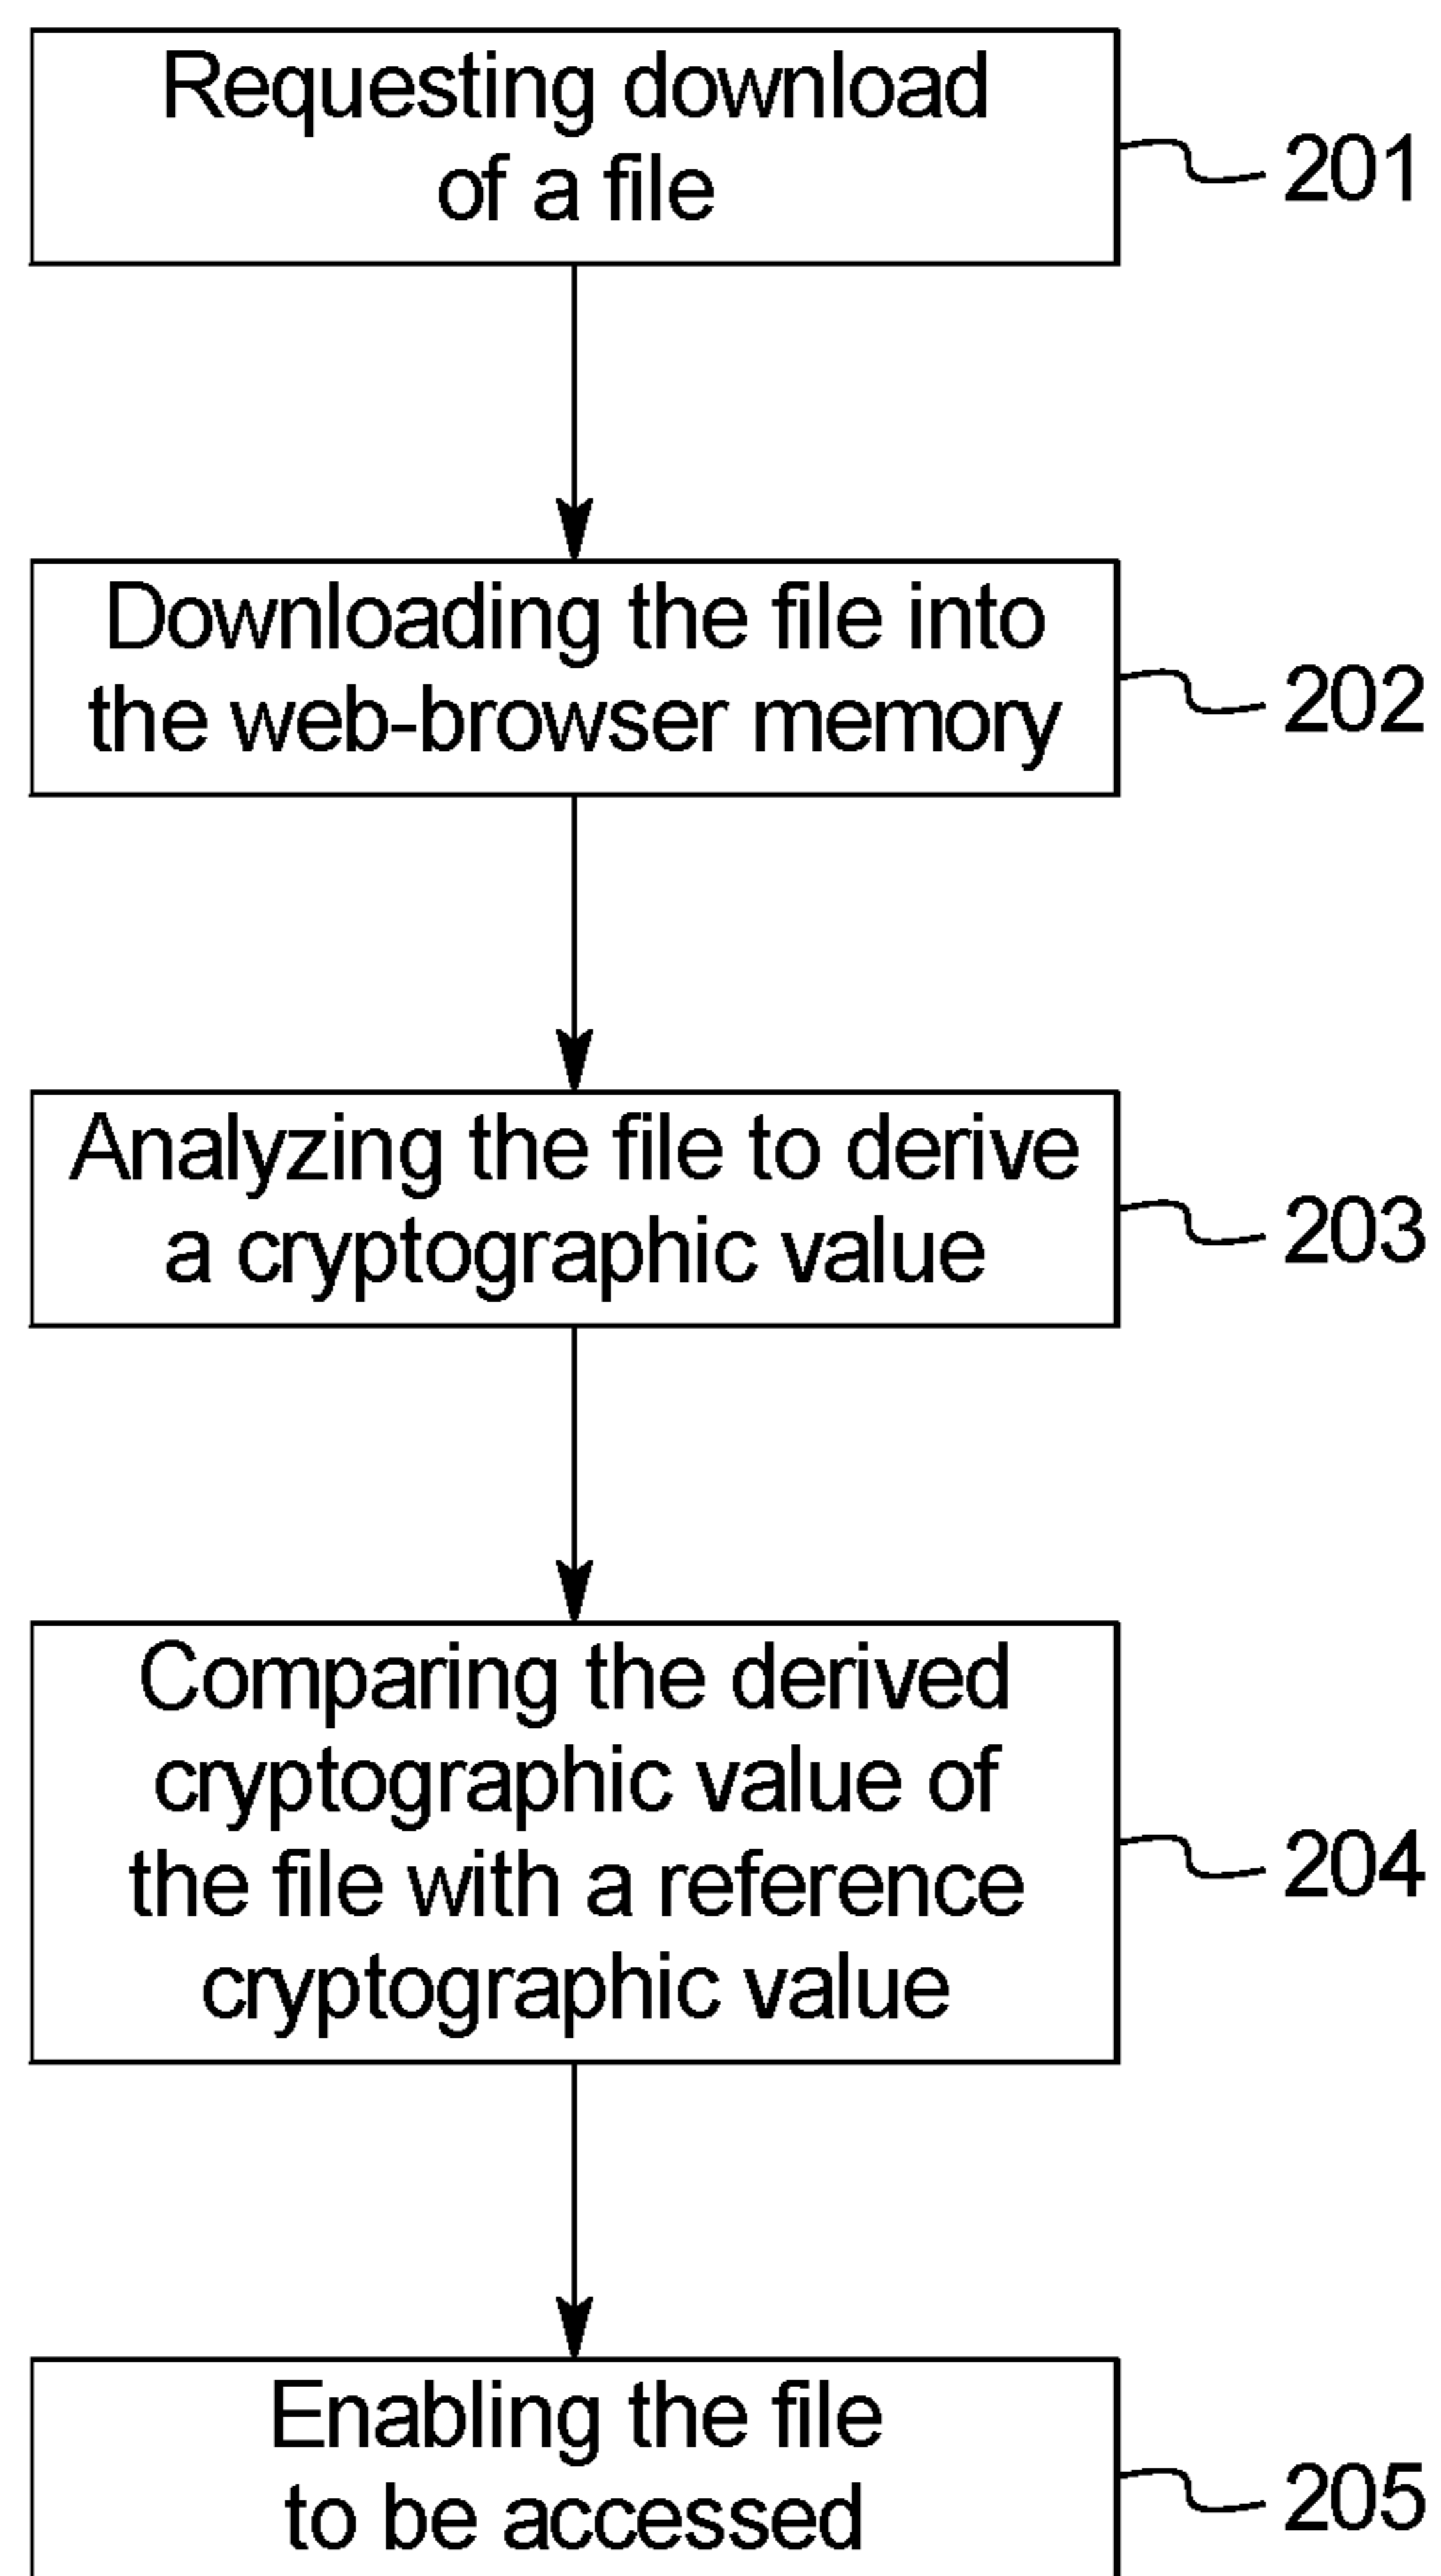 Requesting download
of a file
201
Downloading the file into
the web-browser memory
202
Analyzing the file to derive
a cryptographic value
203
Comparing the derived
cryptographic value of
the file with a reference
cryptographic value
204
Enabling the file
to be accessed
205